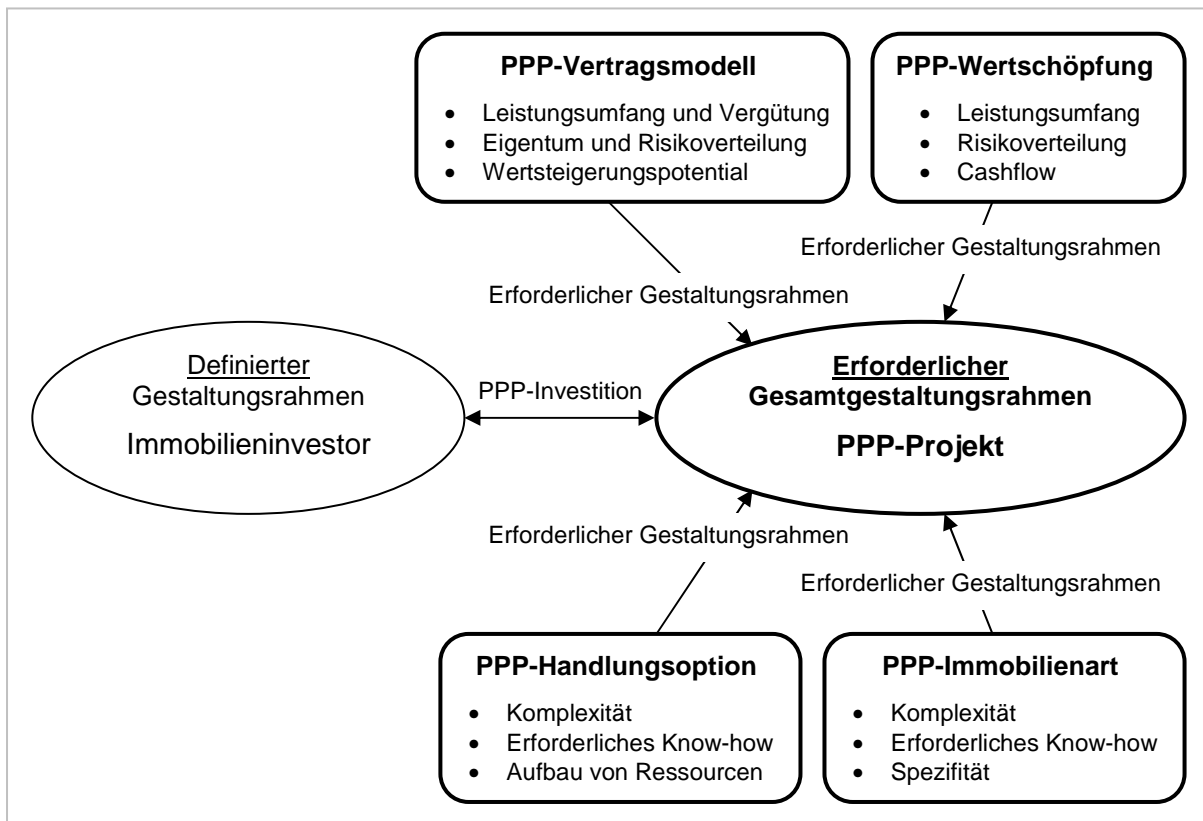 PPP-Vertragsmodell
• Leistungsumfang und Vergütung
• Eigentum und Risikoverteilung
• Wertsteigerungspotential
PPP-Wertschöpfung
• Leistungsumfang
• Risikoverteilung
• Cashflow
Erforderlicher Gestaltungsrahmen
Erforderlicher Gestaltungsrahmen
Definierter
Gestaltungsrahmen
Immobilieninvestor
PPP-Investition
Erforderlicher
Gesamtgestaltungsrahmen
PPP-Projekt
Erforderlicher Gestaltungsrahmen
Erforderlicher Gestaltungsrahmen
PPP-Handlungsoption
• Komplexität
• Erforderliches Know-how
• Aufbau von Ressourcen
PPP-Immobilienart
• Komplexität
• Erforderliches Know-how
• Spezifität